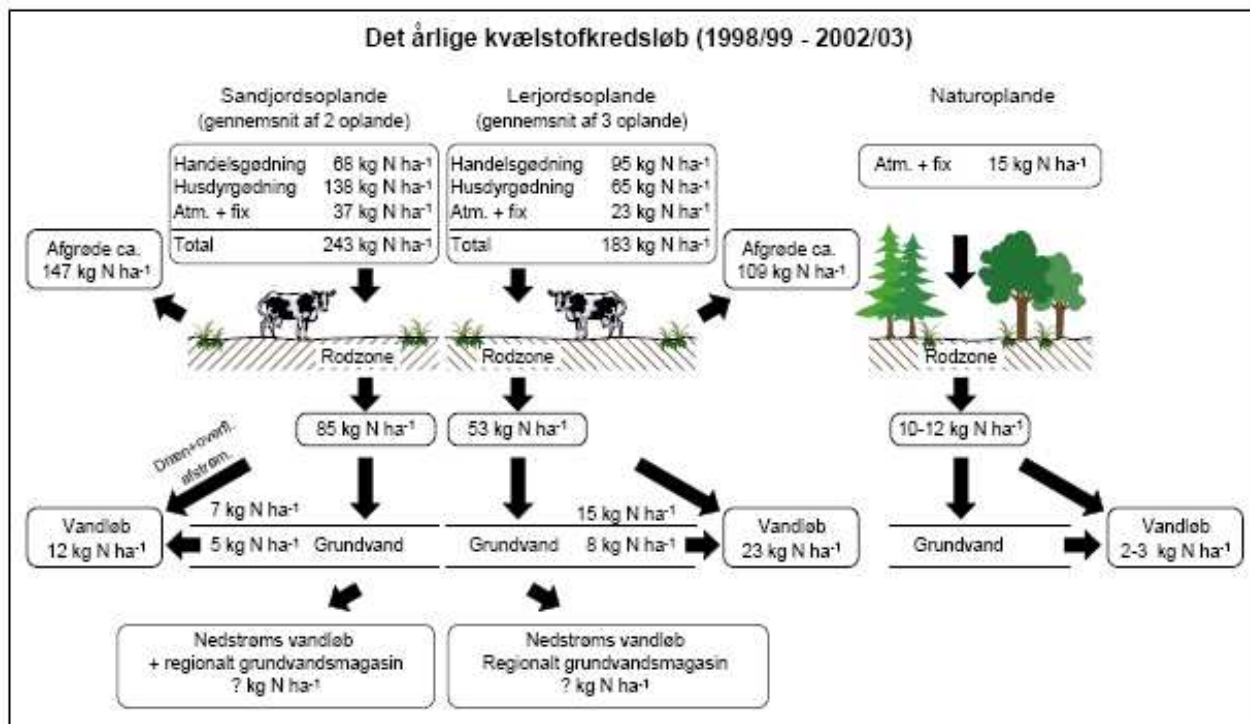 Det årlige kvælstofkredsløb (1998/99 - 2002/03)
Sandjordsoplande
(gennemsnit af 2 oplande)
Handelsgødning 68 kg N ha-1
Husdyrgødning 138 kg N ha-1
Atm. + fix 37 kg N ha-1
Total 243 kg N ha-1
Afgrøde ca.
147 kg N ha-1
Rodzone
85 kg N ha-1
Dræn+overfl.
afstrøm.
7 kg N ha-1
5 kg N ha-1
Grundvand
Vandløb
12 kg N ha-1
Nedstrøms vandløb
+ regionalt grundvandsmagasin
? kg N ha-1
Lerjordsoplande
(gennemsnit af 3 oplande)
Handelsgødning 95 kg N ha-1
Husdyrgødning 65 kg N ha-1
Atm. + fix 23 kg N ha-1
Total 183 kg N ha-1
Afgrøde ca.
109 kg N ha-1
Rodzone
53 kg N ha-1
15 kg N ha-1
Grundvand 8 kg N ha-1
Vandløb
23 kg N ha-1
Nedstrøms vandløb
Regionalt grundvandsmagasin
? kg N ha-1
Naturoplande
Atm. + fix 15 kg N ha-1
Rodzone
10-12 kg N ha-1
Grundvand
Vandløb
2-3 kg N ha-1